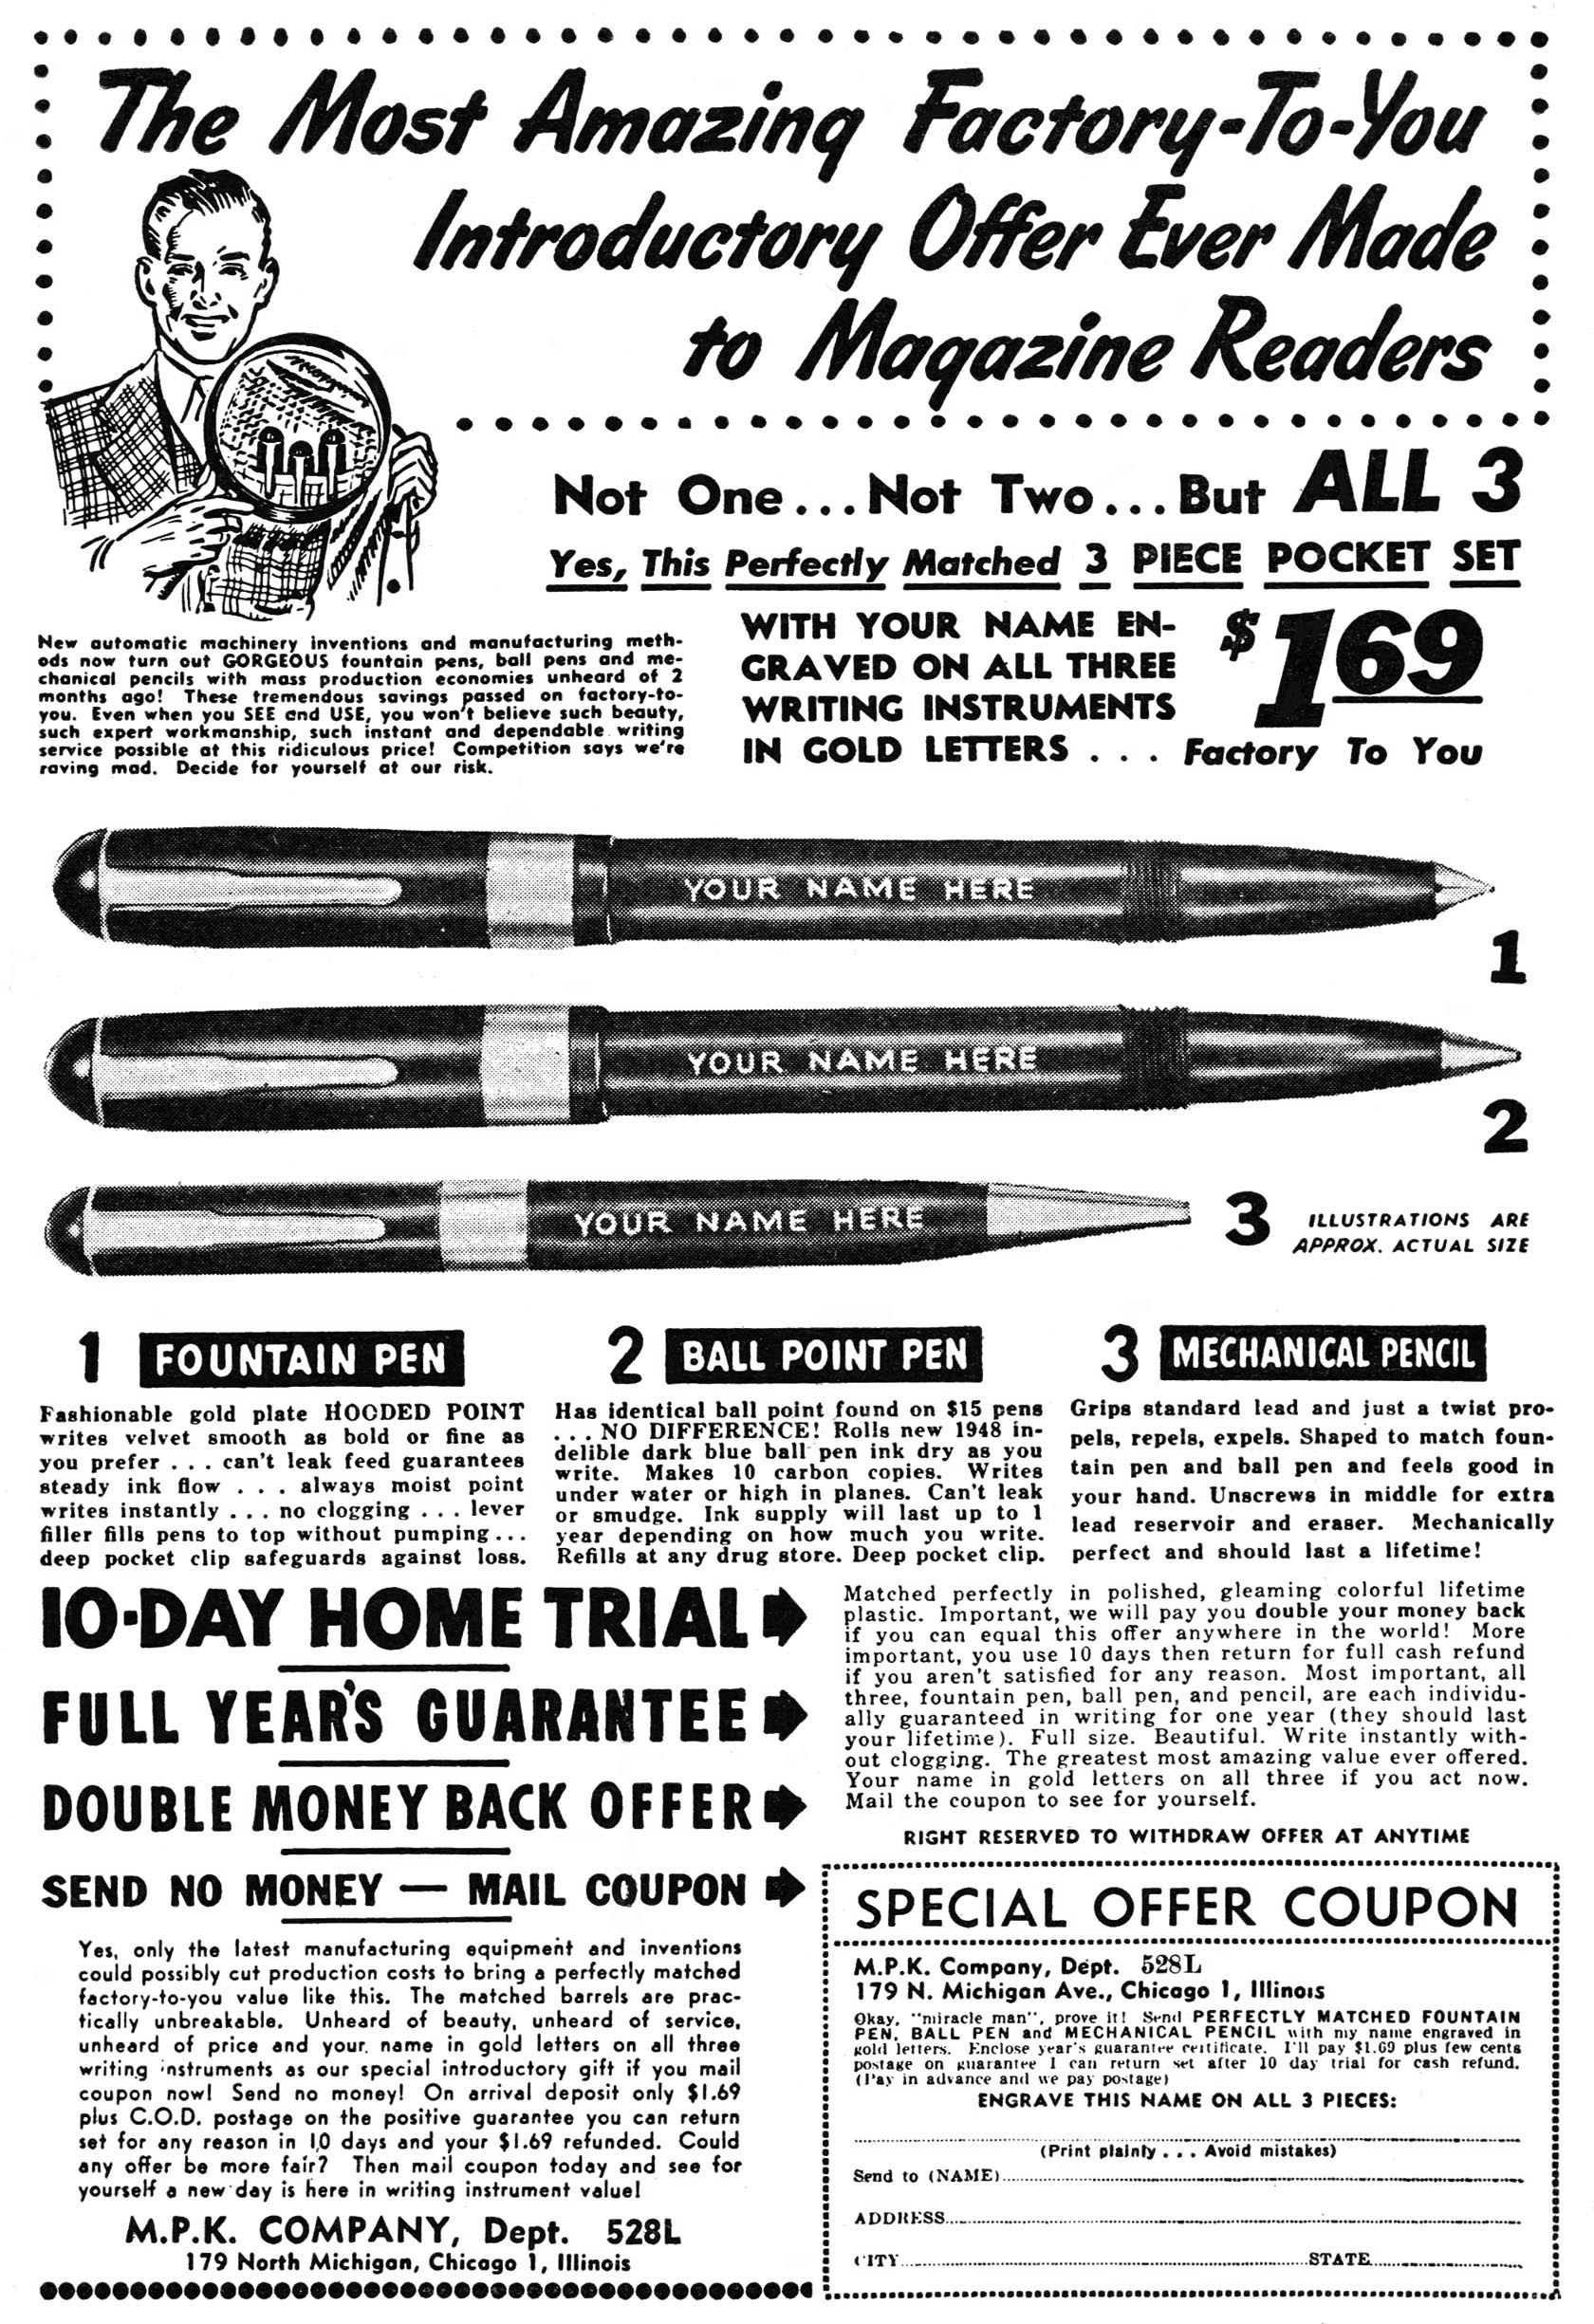 The Most Amazing Factory-To-You
Introductory Offer Ever Made
to Magazine Readers
Not One...Not Two...But ALL 3
Yes, This Perfectly Matched 3 PIECE POCKET SET
WITH YOUR NAME EN-
GRAVED ON ALL THREE
WRITING INSTRUMENTS
IN GOLD LETTERS . . .
$169
Factory To You
New automatic machinery inventions and manufacturing meth-
ods now turn out GORGEOUS fountain pens, ball pens and me-
chanical pencils with mass production economies unheard of 2
months ago! These tremendous savings passed on factory-to-
you. Even when you SEE and USE, you won't believe such beauty,
such expert workmanship, such instant and dependable writing
service possible at this ridiculous price! Competition says we're
raving mad. Decide for yourself at our risk.
YOUR NAME HERE
1
YOUR NAME HERE
2
YOUR NAME HERE
3
ILLUSTRATIONS ARE
APPROX. ACTUAL SIZE
1 FOUNTAIN PEN
Fashionable gold plate HOODED POINT
writes velvet smooth as bold or fine as
you prefer . . . can't leak feed guarantees
steady ink flow . . . always moist point
writes instantly . . . no clogging . . . lever
filler fills pens to top without pumping...
deep pocket clip safeguards against loss.
2 BALL POINT PEN
Has identical ball point found on $15 pens
. . . NO DIFFERENCE! Rolls new 1948 in-
delible dark blue ball pen ink dry as you
write. Makes 10 carbon copies. Writes
under water or high in planes. Can't leak
or smudge. Ink supply will last up to 1
year depending on how much you write.
Refills at any drug store. Deep pocket clip.
3 MECHANICAL PENCIL
Grips standard lead and just a twist pro-
pels, repels, expels. Shaped to match foun-
tain pen and ball pen and feels good in
your hand. Unscrews in middle for extra
lead reservoir and eraser. Mechanically
perfect and should last a lifetime!
10-DAY HOME TRIAL
FULL YEAR'S GUARANTEE
DOUBLE MONEY BACK OFFER
SEND NO MONEY — MAIL COUPON
Matched perfectly in polished, gleaming colorful lifetime
plastic. Important, we will pay you double your money back
if you can equal this offer anywhere in the world! More
important, you use 10 days then return for full cash refund
if you aren't satisfied for any reason. Most important, all
three, fountain pen, ball pen, and pencil, are each individu-
ally guaranteed in writing for one year (they should last
your lifetime). Full size. Beautiful. Write instantly with-
out clogging. The greatest most amazing value ever offered.
Your name in gold letters on all three if you act now.
Mail the coupon to see for yourself.
RIGHT RESERVED TO WITHDRAW OFFER AT ANYTIME
Yes, only the latest manufacturing equipment and inventions
could possibly cut production costs to bring a perfectly matched
factory-to-you value like this. The matched barrels are prac-
tically unbreakable. Unheard of beauty, unheard of service,
unheard of price and your name in gold letters on all three
writing instruments as our special introductory gift if you mail
coupon now! Send no money! On arrival deposit only $1.69
plus C.O.D. postage on the positive guarantee you can return
set for any reason in 10 days and your $1.69 refunded. Could
any offer be more fair? Then mail coupon today and see for
yourself a new day is here in writing instrument value!
M.P.K. COMPANY, Dept. 528L
179 North Michigan, Chicago 1, Illinois
SPECIAL OFFER COUPON
M.P.K. Company, Dept. 528L
179 N. Michigan Ave., Chicago 1, Illinois
Okay, "miracle man", prove it! Send PERFECTLY MATCHED FOUNTAIN
PEN, BALL PEN and MECHANICAL PENCIL with my name engraved in
gold letters. Enclose year's guarantee certificate. I'll pay $1.69 plus few cents
postage on guarantee I can return set after 10 day trial for cash refund.
(Pay in advance and we pay postage)
ENGRAVE THIS NAME ON ALL 3 PIECES:
(Print plainly . . . Avoid mistakes)
Send to (NAME)
ADDRESS
CITY STATE